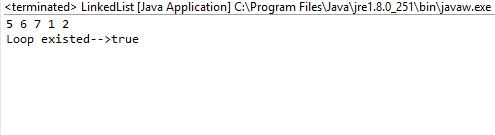 <terminated> LinkedList [Java Application] C:\Program Files\Java\jre1.8.0_251\bin\javaw.exe
5 6 7 1 2
Loop existed-->true